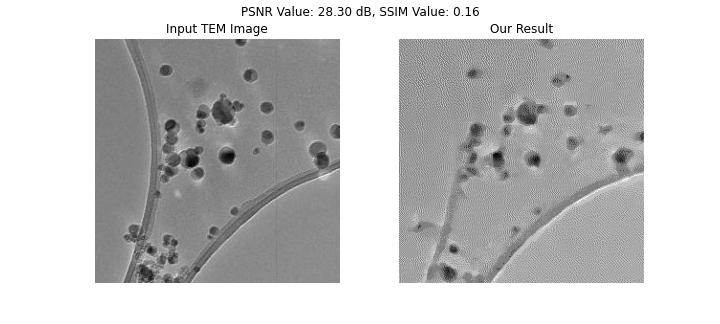 PSNR Value: 28.30 dB, SSIM Value: 0.16
Input TEM Image
Our Result